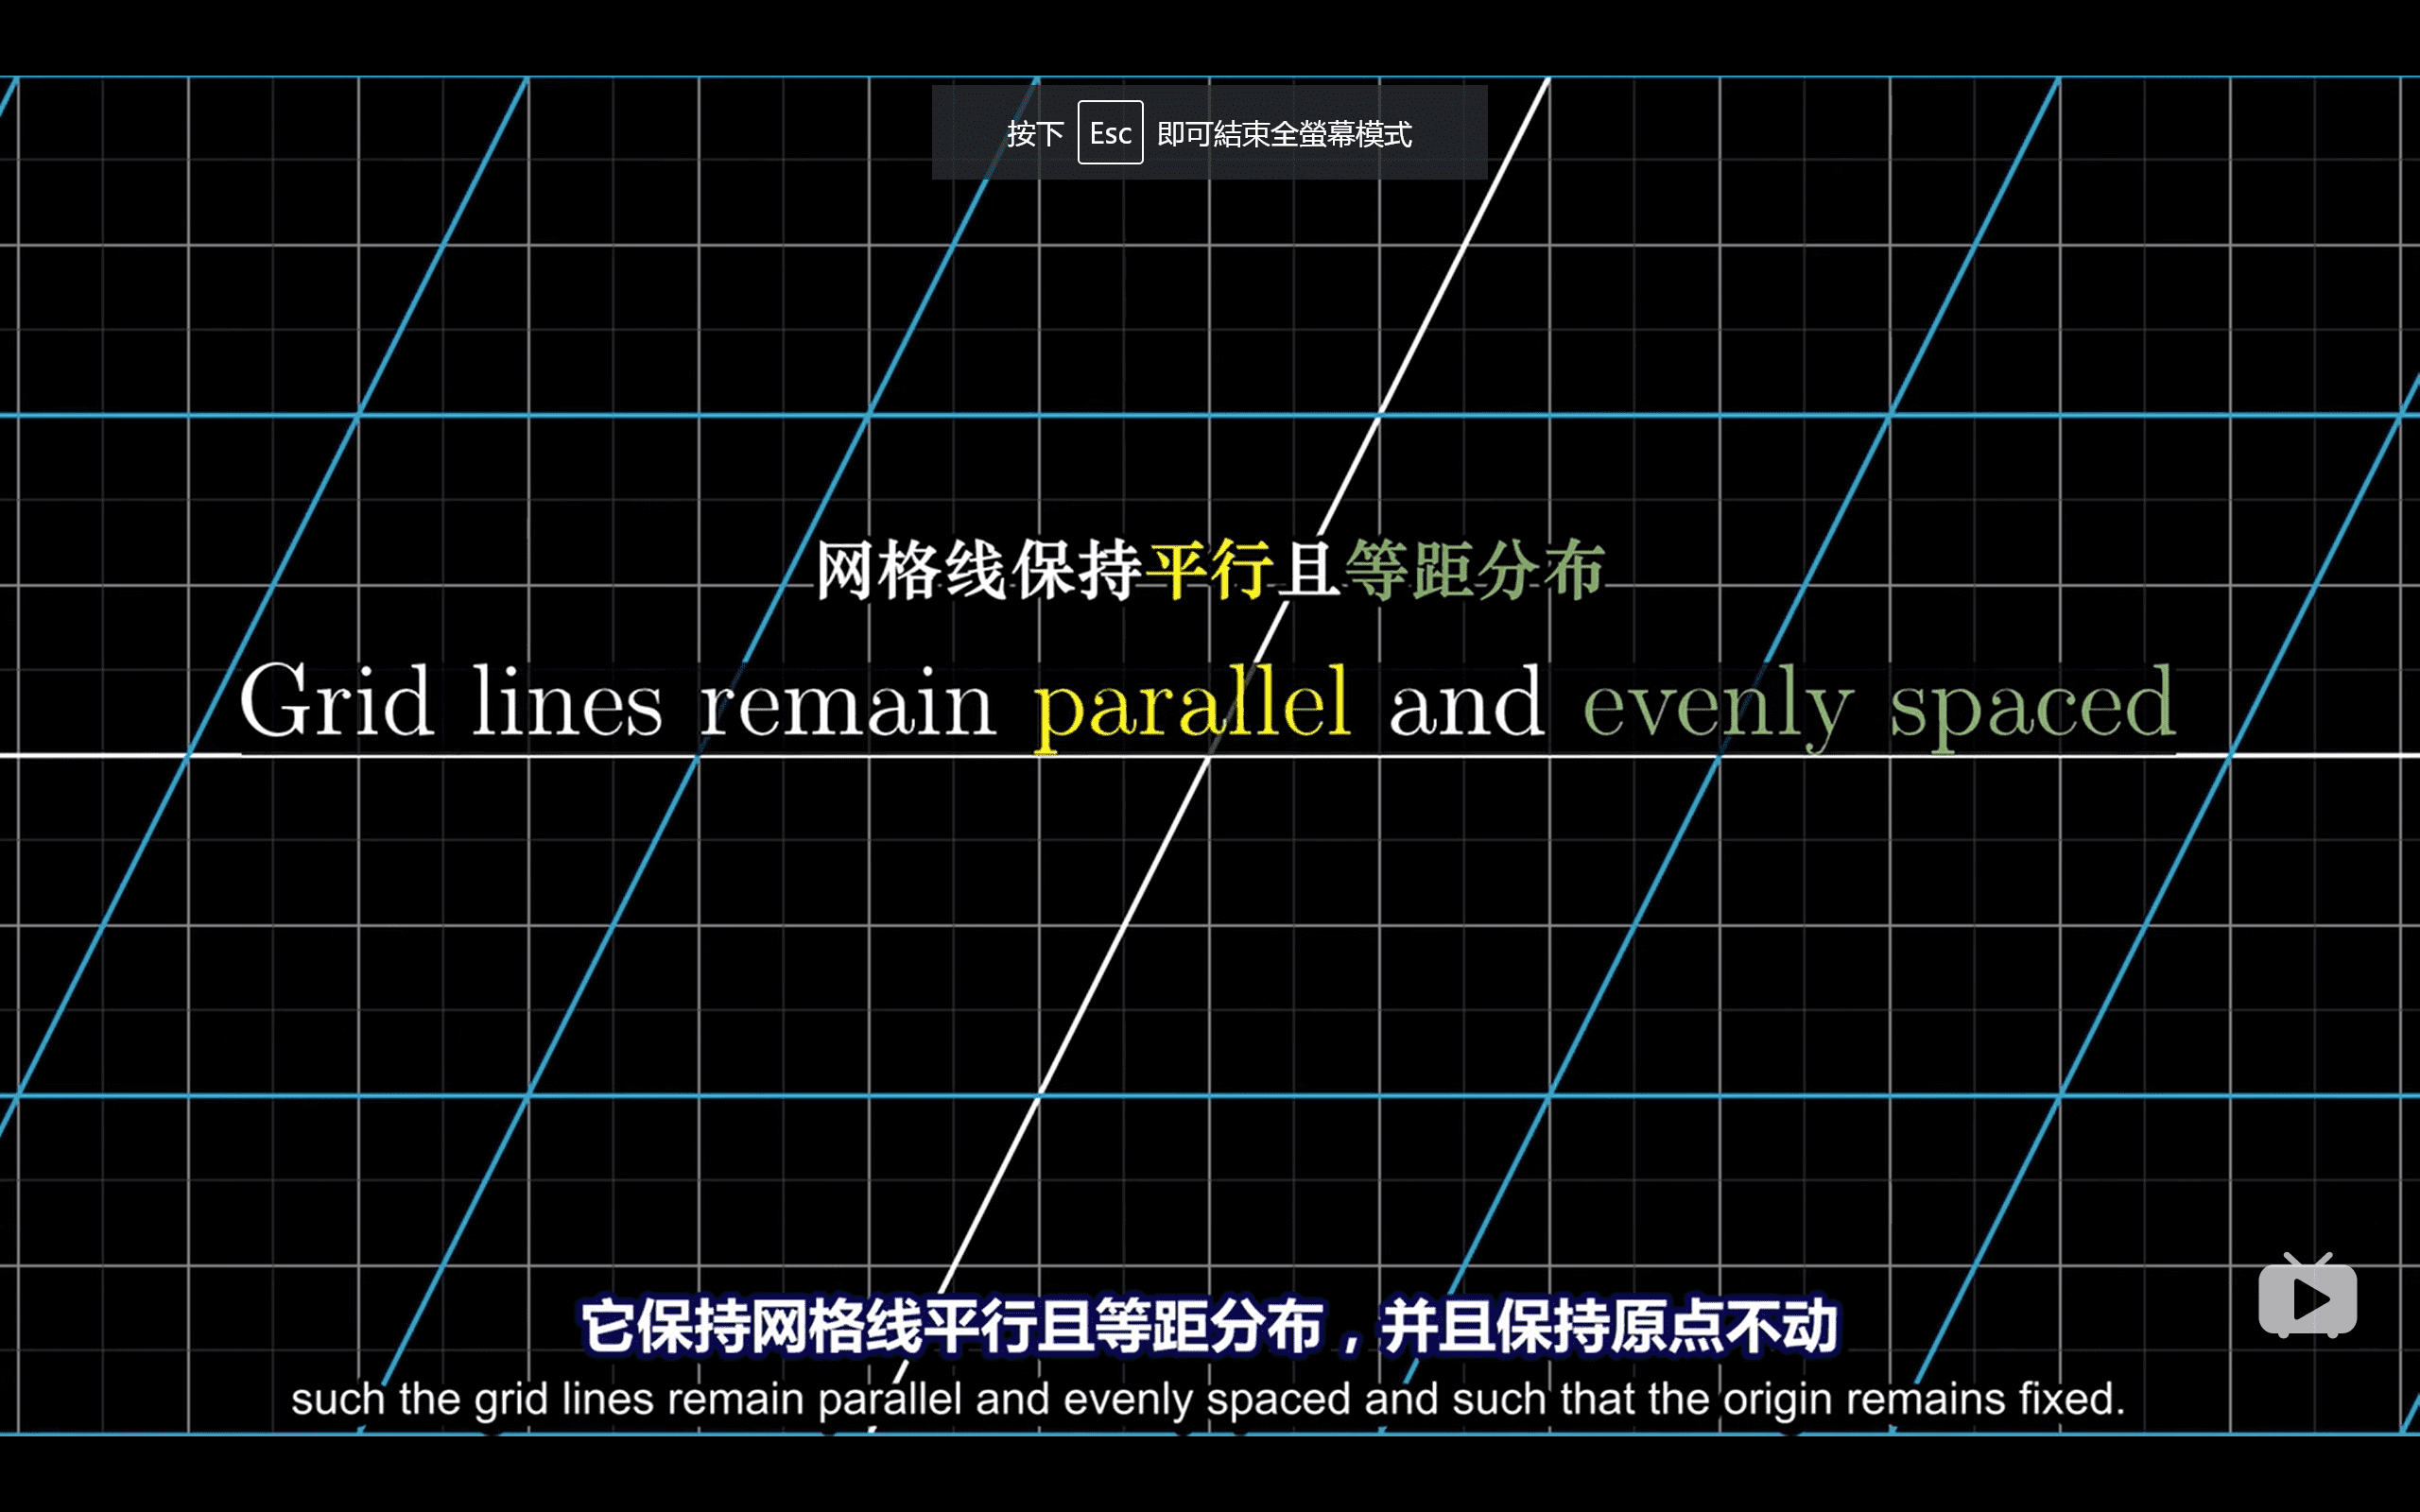 按下 Esc 即可結束全螢幕模式
网格线保持平行且等距分布
Grid lines remain parallel and evenly spaced
它保持网格线平行且等距分布，并且保持原点不动
such the grid lines remain parallel and evenly spaced and such that the origin remains fixed.